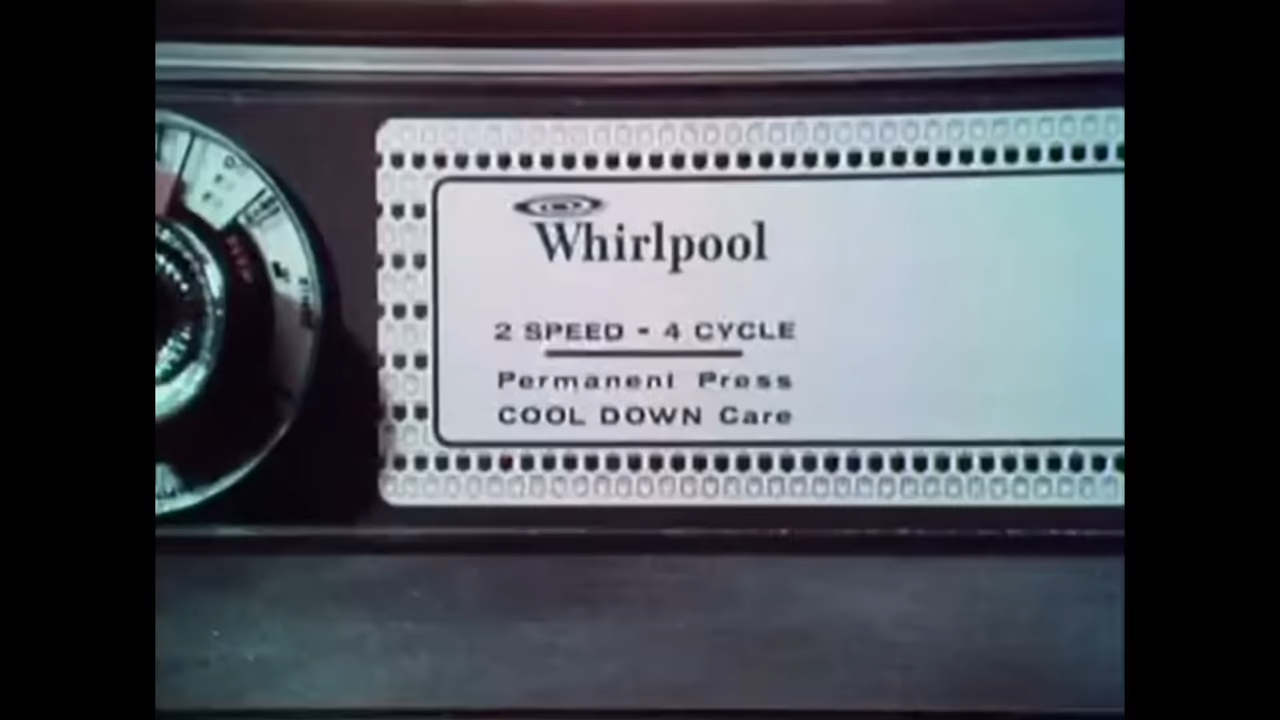 Whirlpool
2 SPEED - 4 CYCLE
Permanent Press
COOL DOWN Care